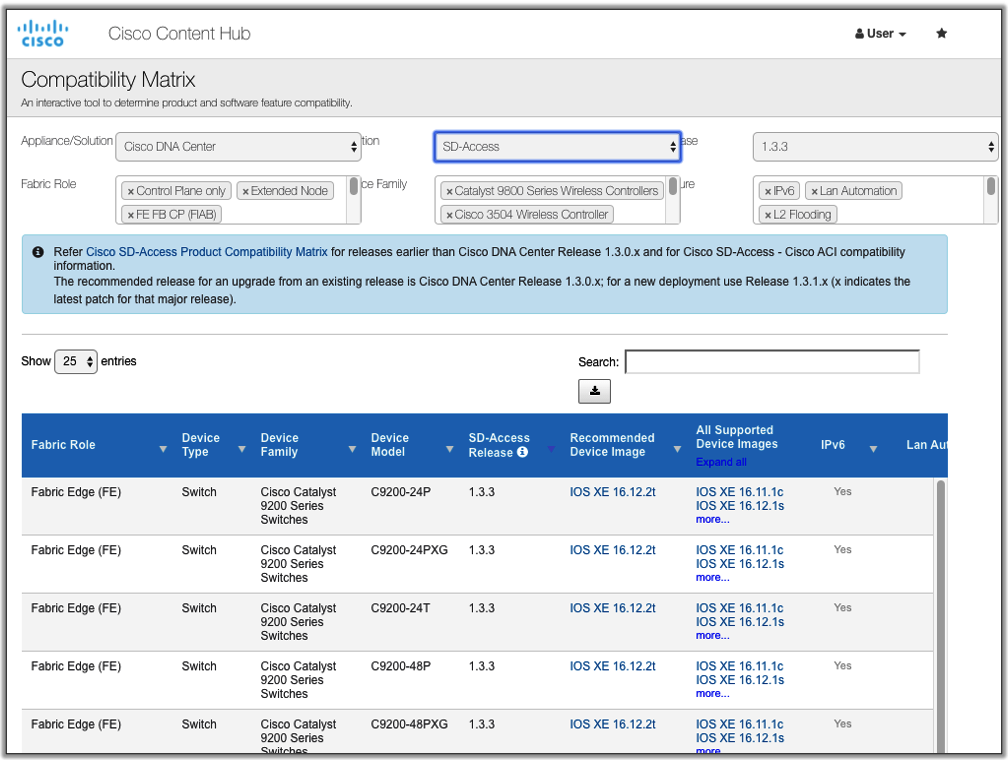 CISCO
Cisco Content Hub
User
Compatibility Matrix
An interactive tool to determine product and software feature compatibility.
Appliance/Solution Cisco DNA Center tion SD-Access ase 1.3.3
Fabric Role × Control Plane only × Extended Node ce Family × Catalyst 9800 Series Wireless Controllers ure × IPv6 × Lan Automation
× FE FB CP (FIAB) × Cisco 3504 Wireless Controller × L2 Flooding
Refer Cisco SD-Access Product Compatibility Matrix for releases earlier than Cisco DNA Center Release 1.3.0.x and for Cisco SD-Access - Cisco ACI compatibility
information.
The recommended release for an upgrade from an existing release is Cisco DNA Center Release 1.3.0.x; for a new deployment use Release 1.3.1.x (x indicates the
latest patch for that major release).
Show 25 entries Search:
Fabric Role Device Type Device Family Device Model SD-Access Release Recommended Device Image All Supported Device Images Expand all IPv6 Lan Aut
Fabric Edge (FE) Switch Cisco Catalyst C9200-24P 1.3.3 IOS XE 16.12.2t IOS XE 16.11.1c Yes
9200 Series IOS XE 16.12.1s
Switches more...
Fabric Edge (FE) Switch Cisco Catalyst C9200-24PXG 1.3.3 IOS XE 16.12.2t IOS XE 16.11.1c Yes
9200 Series IOS XE 16.12.1s
Switches more...
Fabric Edge (FE) Switch Cisco Catalyst C9200-24T 1.3.3 IOS XE 16.12.2t IOS XE 16.11.1c Yes
9200 Series IOS XE 16.12.1s
Switches more...
Fabric Edge (FE) Switch Cisco Catalyst C9200-48P 1.3.3 IOS XE 16.12.2t IOS XE 16.11.1c Yes
9200 Series IOS XE 16.12.1s
Switches more...
Fabric Edge (FE) Switch Cisco Catalyst C9200-48PXG 1.3.3 IOS XE 16.12.2t IOS XE 16.11.1c Yes
9200 Series IOS XE 16.12.1s
Switches more